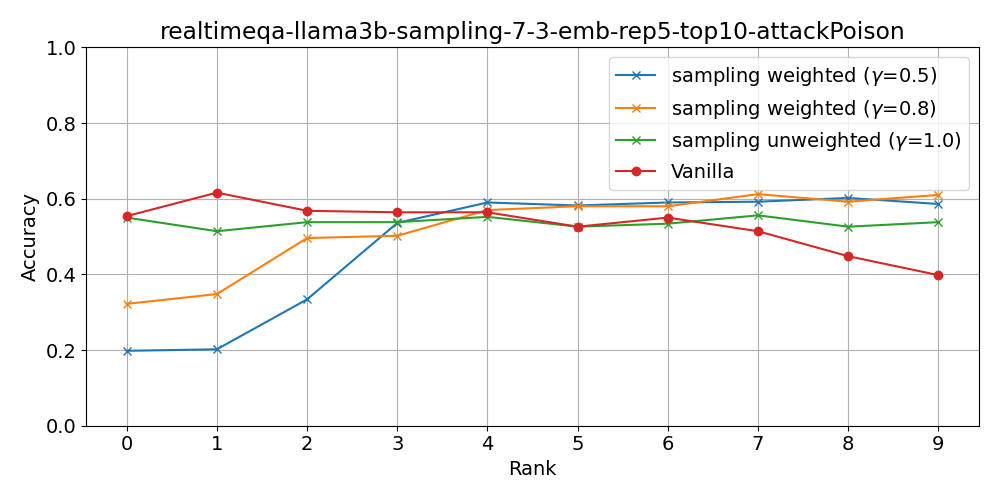 realtimeqa-llama3b-sampling-7-3-emb-rep5-top10-attackPoison
1.0
0.8
0.6
0.4
0.2
0.0
Accuracy
sampling weighted (γ=0.5)
sampling weighted (γ=0.8)
sampling unweighted (γ=1.0)
Vanilla
0 1 2 3 4 5 6 7 8 9
Rank